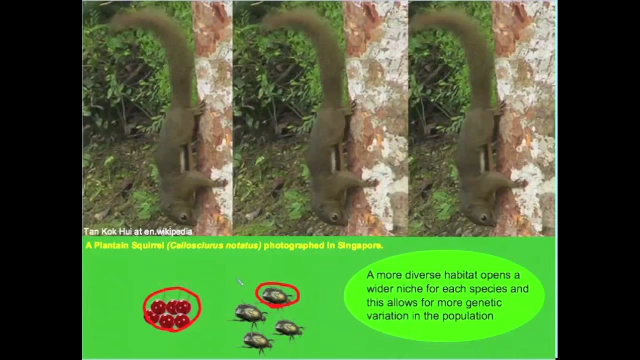 Tan Kok Hui at en.wikipedia
A Plantain Squirrel (Callosciurus notatus) photographed in Singapore.
A more diverse habitat opens a
wider niche for each species and
this allows for more genetic
variation in the population